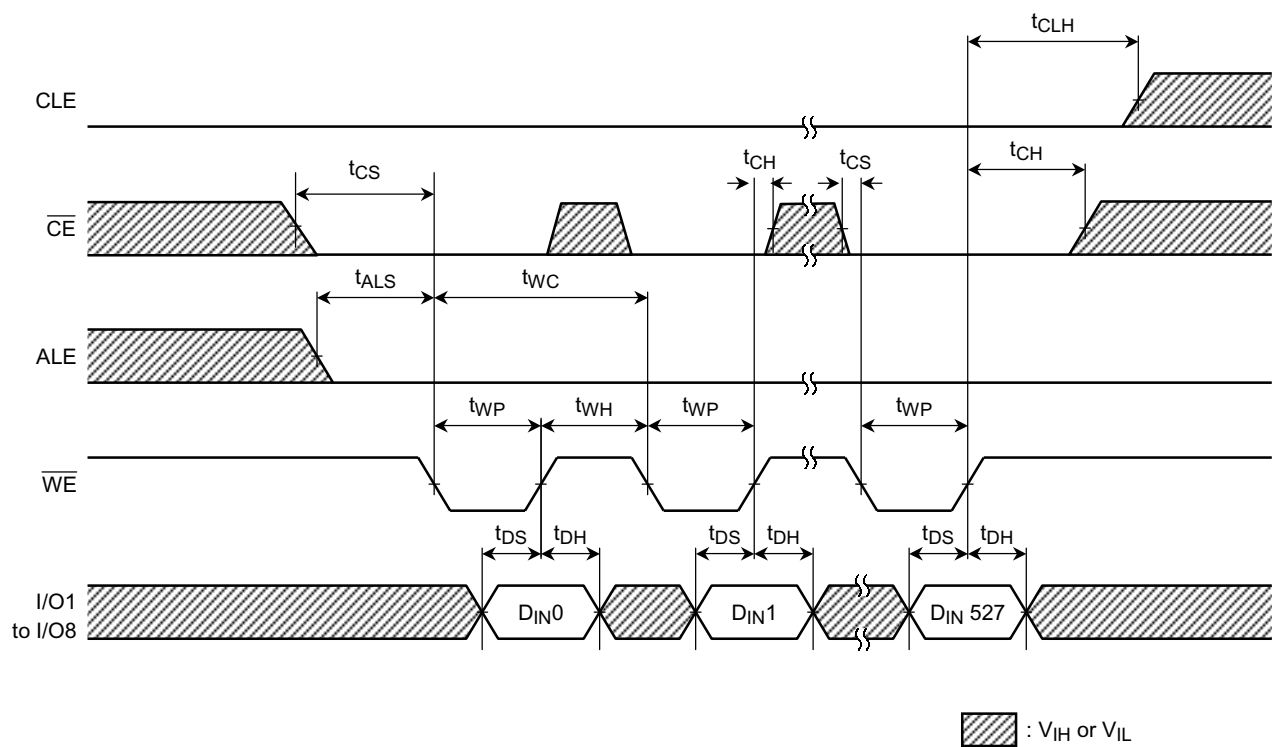 tCLH
CLE
tCH
tCS
tCH
tCS
CE
tALS
tWC
ALE
tWP
tWH
tWP
tWP
WE
tDS
tDH
tDS
tDH
tDS
tDH
I/O1
to I/O8
DIN0
DIN1
DIN 527
: VIH or VIL